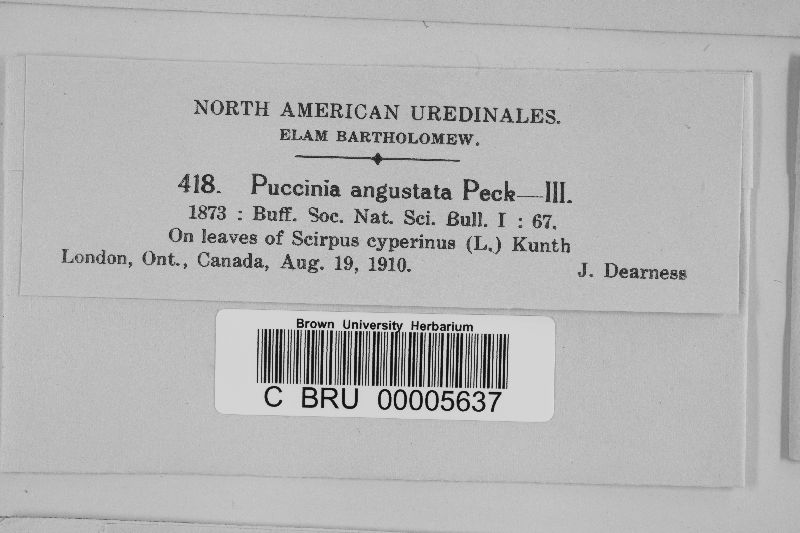 NORTH AMERICAN UREDINALES.
ELAM BARTHOLOMEW.
418. Puccinia angustata Peck—III.
1873 : Buff. Soc. Nat. Sci. Bull. I : 67.
On leaves of Scirpus cyperinus (L.) Kunth
London, Ont., Canada, Aug. 19, 1910. J. Dearness
Brown University Herbarium
C BRU 00005637